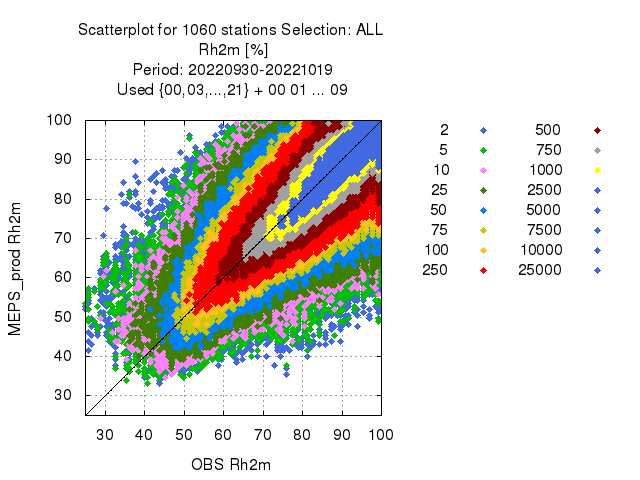 Scatterplot for 1060 stations Selection: ALL
Rh2m [%]
Period: 20220930-20221019
Used {00,03,...,21} + 00 01 ... 09
100
90
80
70
60
50
40
30
MEPS_prod Rh2m
30 40 50 60 70 80 90 100
OBS Rh2m
2 500
5 750
10 1000
25 2500
50 5000
75 7500
100 10000
250 25000